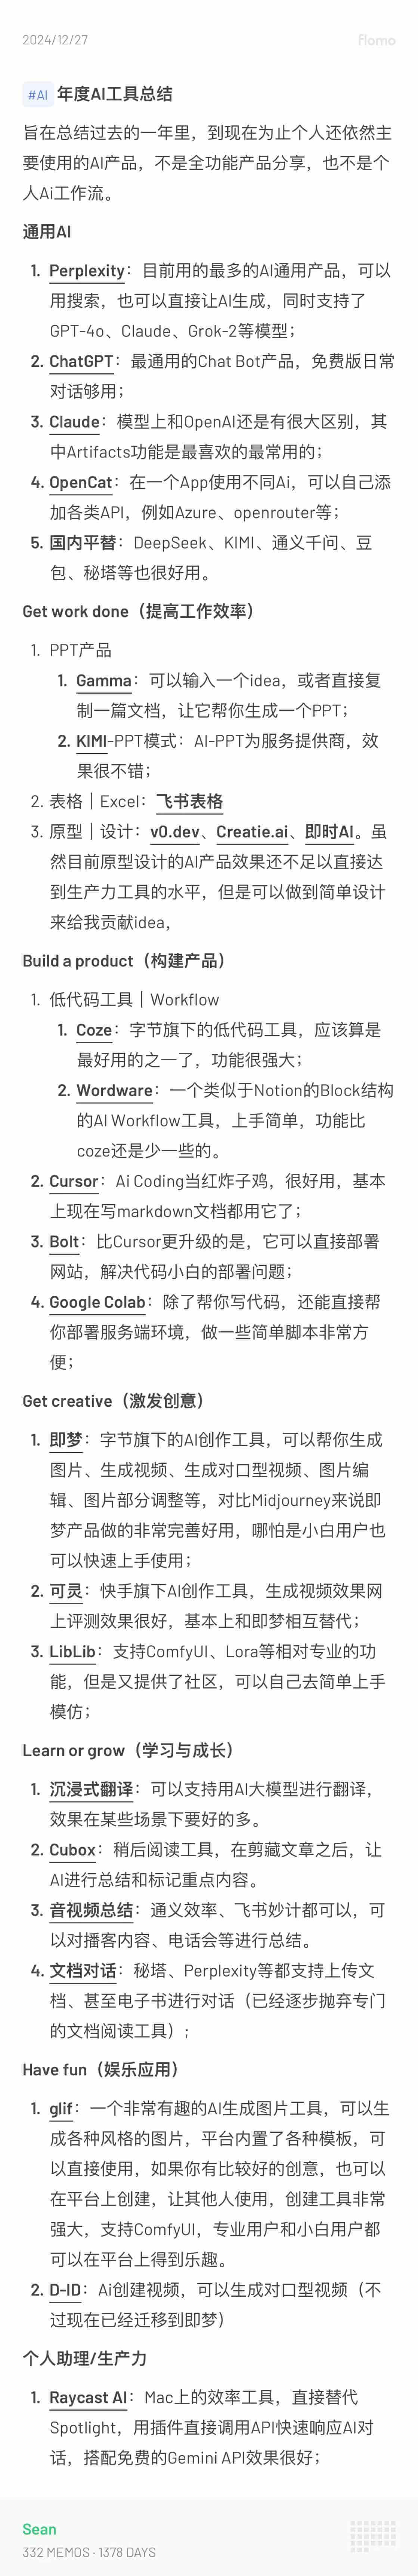 2024/12/27
flomo
#AI 年度AI工具总结
旨在总结过去的一年里，到现在为止个人还依然主
要使用的AI产品，不是全功能产品分享，也不是个
人Ai工作流。
通用AI
1. Perplexity：目前用的最多的AI通用产品，可以
用搜索，也可以直接让AI生成，同时支持了
GPT-4o、Claude、Grok-2等模型；
2. ChatGPT：最通用的Chat Bot产品，免费版日常
对话够用；
3. Claude：模型上和OpenAI还是有很大区别，其
中Artifacts功能是最喜欢的最常用的；
4. OpenCat：在一个App使用不同Ai，可以自己添
加各类API，例如Azure、openrouter等；
5. 国内平替：DeepSeek、KIMI、通义千问、豆
包、秘塔等也很好用。
Get work done（提高工作效率）
1. PPT产品
1. Gamma：可以输入一个idea，或者直接复
制一篇文档，让它帮你生成一个PPT；
2. KIMI-PPT模式：AI-PPT为服务提供商，效
果很不错；
2. 表格｜Excel：飞书表格
3. 原型｜设计：v0.dev、Creatie.ai、即时AI。虽
然目前原型设计的AI产品效果还不足以直接达
到生产力工具的水平，但是可以做到简单设计
来给我贡献idea，
Build a product（构建产品）
1. 低代码工具｜Workflow
1. Coze：字节旗下的低代码工具，应该算是
最好用的之一了，功能很强大；
2. Wordware：一个类似于Notion的Block结构
的AI Workflow工具，上手简单，功能比
coze还是少一些的。
2. Cursor：Ai Coding当红炸子鸡，很好用，基本
上现在写markdown文档都用它了；
3. Bolt：比Cursor更升级的是，它可以直接部署
网站，解决代码小白的部署问题；
4. Google Colab：除了帮你写代码，还能直接帮
你部署服务端环境，做一些简单脚本非常方
便；
Get creative（激发创意）
1. 即梦：字节旗下的AI创作工具，可以帮你生成
图片、生成视频、生成对口型视频、图片编
辑、图片部分调整等，对比Midjourney来说即
梦产品做的非常完善好用，哪怕是小白用户也
可以快速上手使用；
2. 可灵：快手旗下AI创作工具，生成视频效果网
上评测效果很好，基本上和即梦相互替代；
3. LibLib：支持ComfyUI、Lora等相对专业的功
能，但是又提供了社区，可以自己去简单上手
模仿；
Learn or grow（学习与成长）
1. 沉浸式翻译：可以支持用AI大模型进行翻译，
效果在某些场景下要好的多。
2. Cubox：稍后阅读工具，在剪藏文章之后，让
AI进行总结和标记重点内容。
3. 音视频总结：通义效率、飞书妙计都可以，可
以对播客内容、电话会等进行总结。
4. 文档对话：秘塔、Perplexity等都支持上传文
档、甚至电子书进行对话（已经逐步抛弃专门
的文档阅读工具）；
Have fun（娱乐应用）
1. glif：一个非常有趣的AI生成图片工具，可以生
成各种风格的图片，平台内置了各种模板，可
以直接使用，如果你有比较好的创意，也可以
在平台上创建，让其他人使用，创建工具非常
强大，支持ComfyUI，专业用户和小白用户都
可以在平台上得到乐趣。
2. D-ID：Ai创建视频，可以生成对口型视频（不
过现在已经迁移到即梦）
个人助理/生产力
1. Raycast AI：Mac上的效率工具，直接替代
Spotlight，用插件直接调用API快速响应AI对
话，搭配免费的Gemini API效果很好；
Sean
332 MEMOS · 1378 DAYS